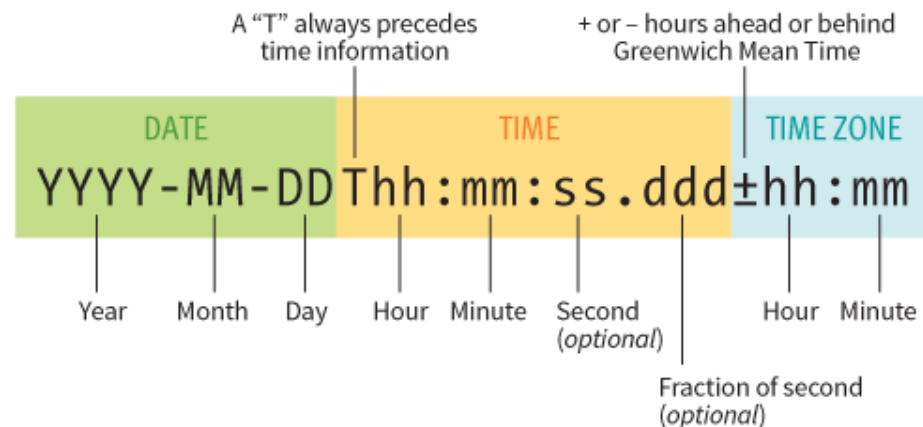 A “T” always precedes
time information
+ or – hours ahead or behind
Greenwich Mean Time
DATE
TIME
TIME ZONE
YYYY-MM-DDThh:mm:ss.ddd±hh:mm
Year
Month
Day
Hour
Minute
Second
(optional)
Fraction of second
(optional)
Hour
Minute